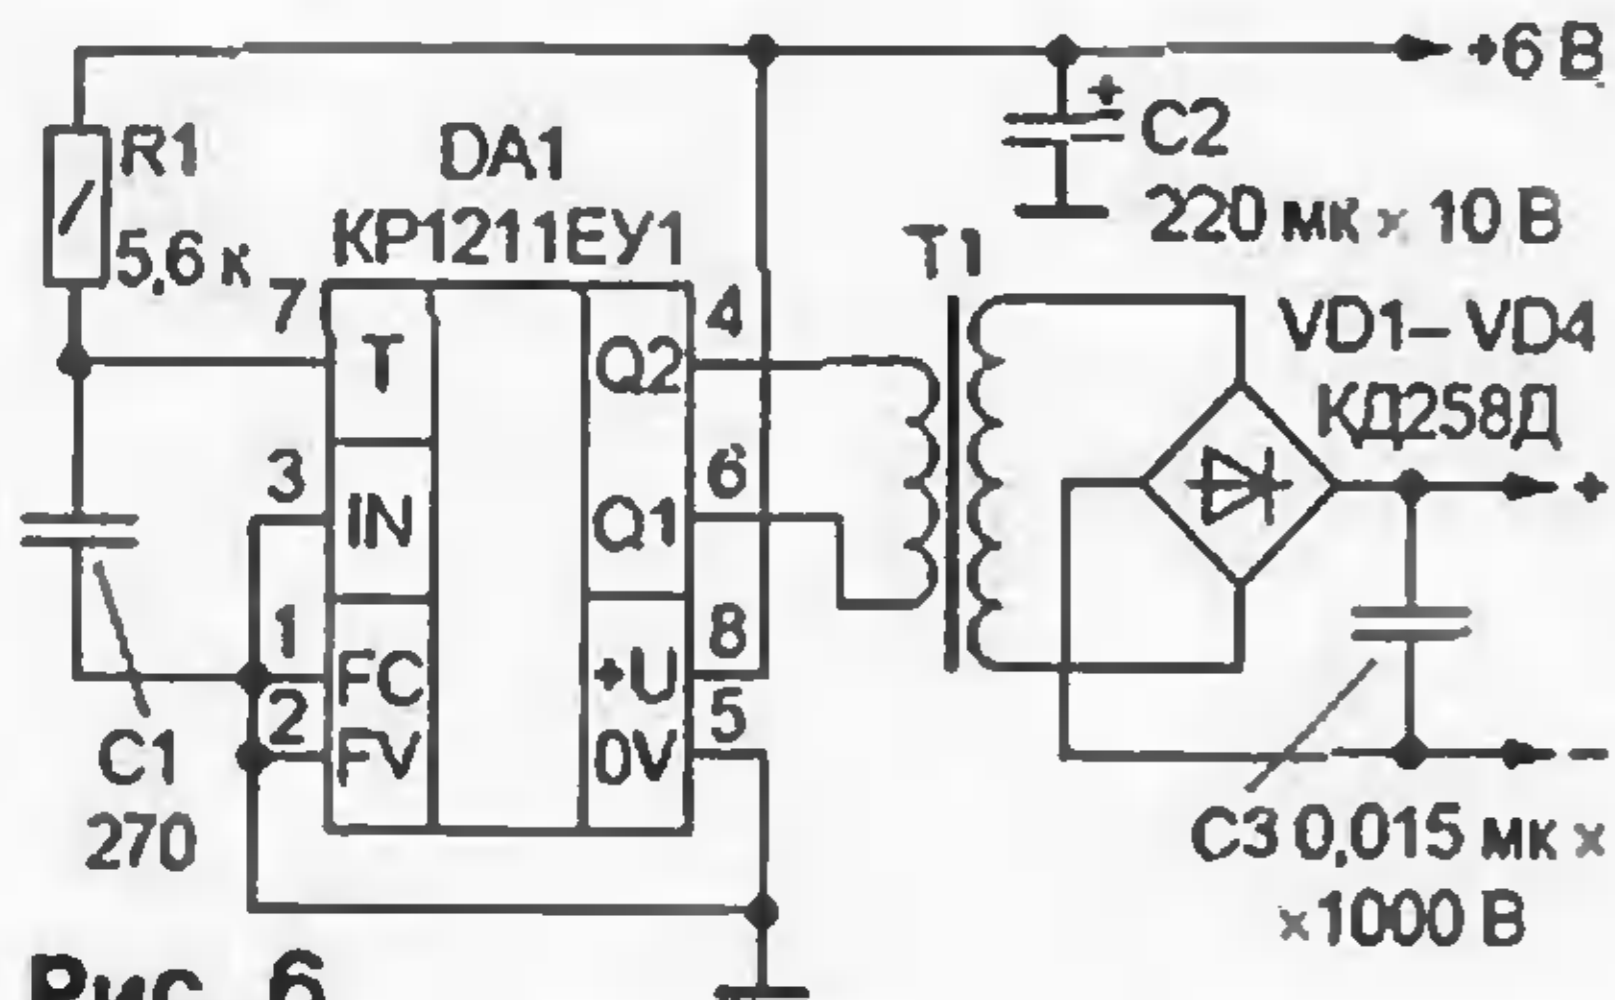 +6 В
R1
5,6 к
DA1
КР1211ЕУ1
+
C2
220 мк × 10 В
T1
7
T
Q2
4
VD1– VD4
КД258Д
3
IN
Q1
6
+
1
FC
+U
8
2
FV
0V
5
–
C1
270
C3 0,015 мк ×
×1000 В
Рис. 6